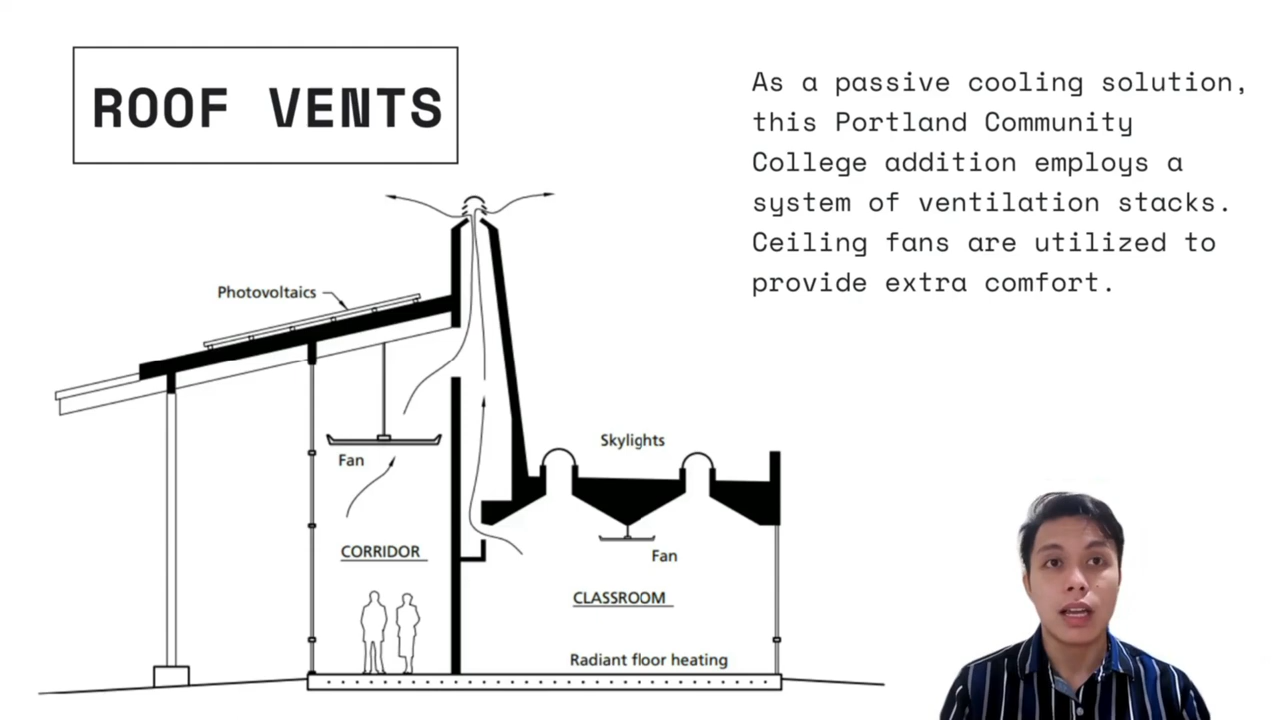 ROOF VENTS
As a passive cooling solution,
this Portland Community
College addition employs a
system of ventilation stacks.
Ceiling fans are utilized to
provide extra comfort.
Photovoltaics
Skylights
Fan
CORRIDOR
Fan
CLASSROOM
Radiant floor heating